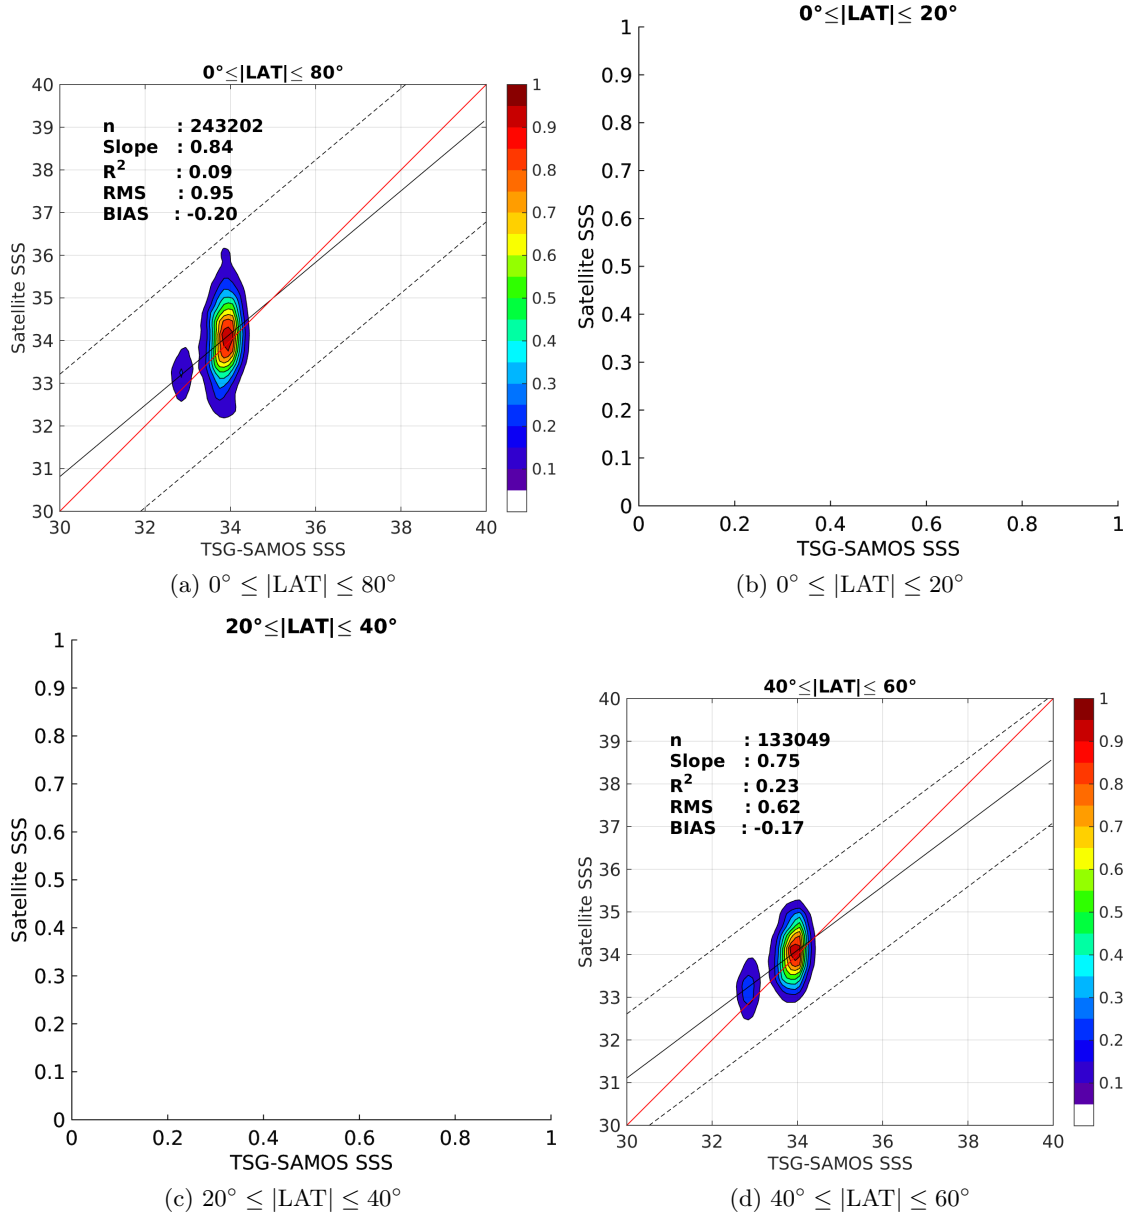 0°≤|LAT|≤ 80°
40
39
38
37
36
35
34
33
32
31
30
30 32 34 36 38 40
n : 243202
Slope : 0.84
R² : 0.09
RMS : 0.95
BIAS : -0.20
1
0.9
0.8
0.7
0.6
0.5
0.4
0.3
0.2
0.1
Satellite SSS
TSG-SAMOS SSS
(a) 0° ≤ |LAT| ≤ 80°
0°≤|LAT|≤ 20°
1
0.9
0.8
0.7
0.6
0.5
0.4
0.3
0.2
0.1
0
0 0.2 0.4 0.6 0.8 1
Satellite SSS
TSG-SAMOS SSS
(b) 0° ≤ |LAT| ≤ 20°
20°≤|LAT|≤ 40°
1
0.9
0.8
0.7
0.6
0.5
0.4
0.3
0.2
0.1
0
0 0.2 0.4 0.6 0.8 1
Satellite SSS
TSG-SAMOS SSS
(c) 20° ≤ |LAT| ≤ 40°
40°≤|LAT|≤ 60°
40
39
38
37
36
35
34
33
32
31
30
30 32 34 36 38 40
n : 133049
Slope : 0.75
R² : 0.23
RMS : 0.62
BIAS : -0.17
1
0.9
0.8
0.7
0.6
0.5
0.4
0.3
0.2
0.1
Satellite SSS
TSG-SAMOS SSS
(d) 40° ≤ |LAT| ≤ 60°